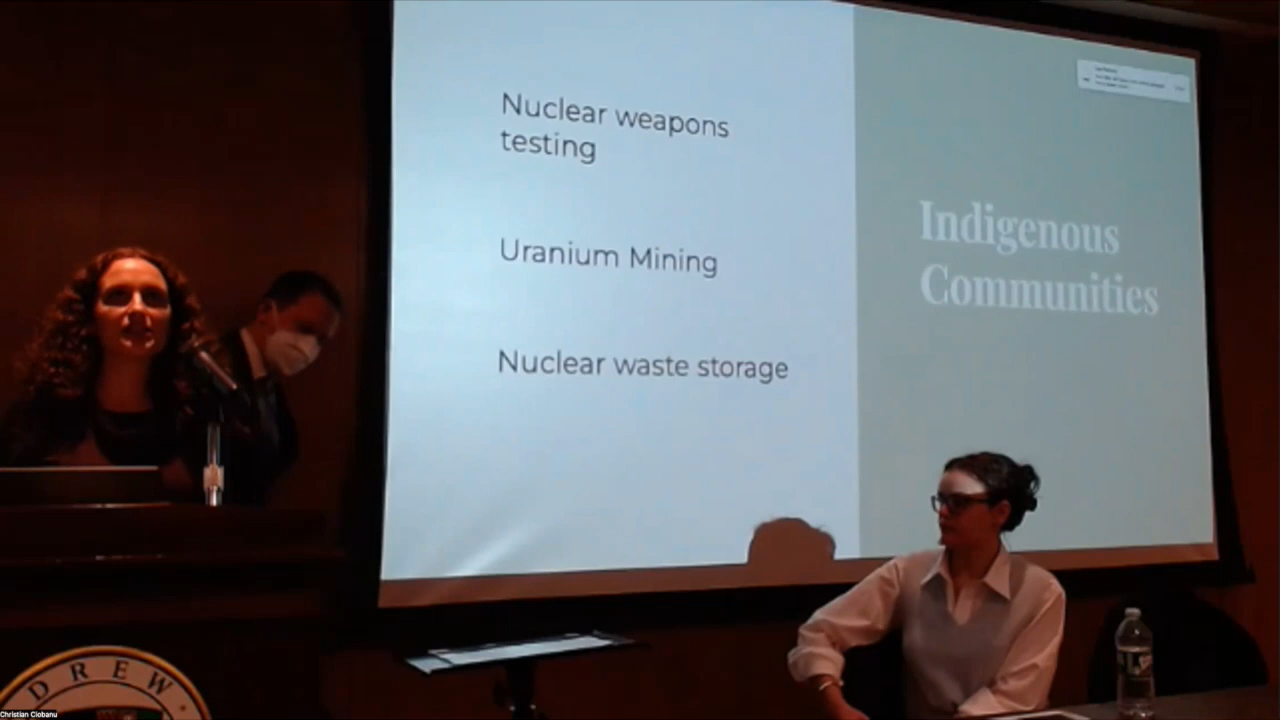 Nuclear weapons
testing
Uranium Mining
Nuclear waste storage
Indigenous
Communities
DREW
Christian Ciobanu